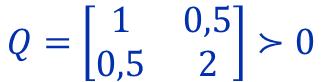 Q = [1 0,5; 0,5 2] ≻ 0